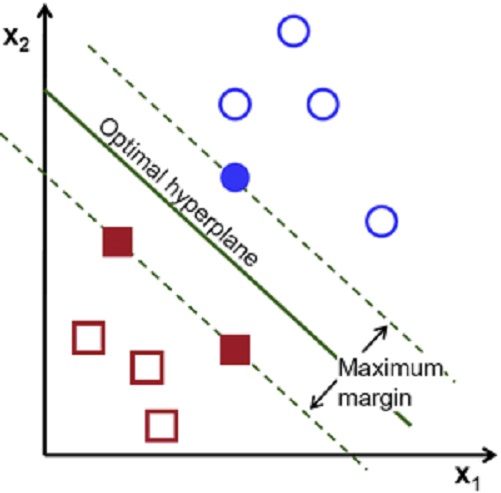 x2
Optimal hyperplane
Maximum
margin
x1